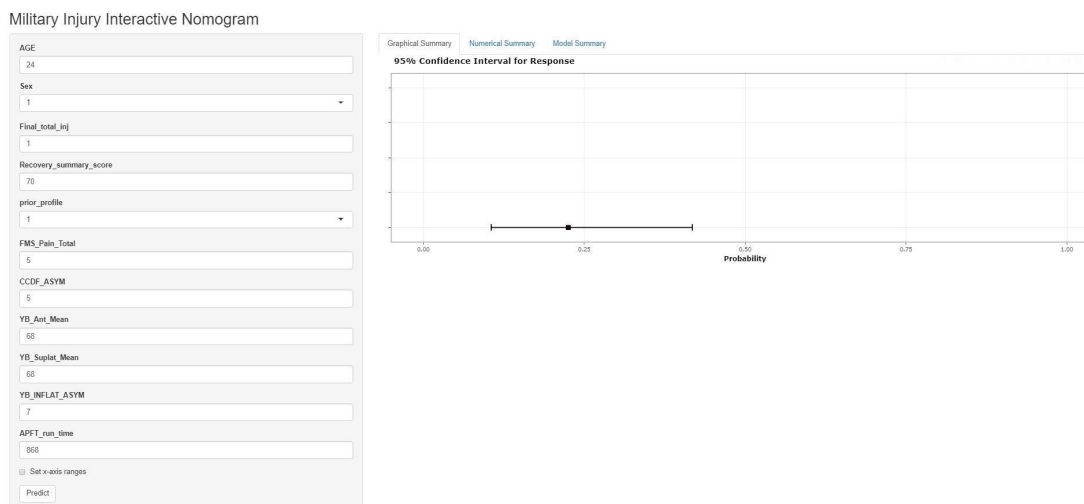 Military Injury Interactive Nomogram
AGE
24
Sex
1
Final_total_inj
1
Recovery_summary_score
70
prior_profile
1
FMS_Pain_Total
5
CCDF_ASYM
5
YB_Ant_Mean
68
YB_Suplat_Mean
68
YB_INFLAT_ASYM
7
APFT_run_time
868
Set x-axis ranges
Predict
Graphical Summary Numerical Summary Model Summary
95% Confidence Interval for Response
0.00 0.25 0.50 0.75 1.00
Probability